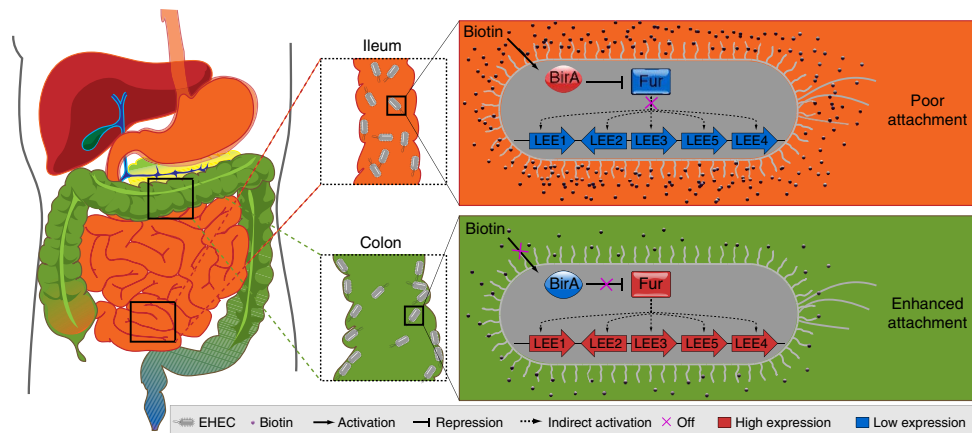 Ileum
Biotin
BirA
Fur
LEE1 LEE2 LEE3 LEE5 LEE4
Poor
attachment
Colon
Biotin
BirA
Fur
LEE1 LEE2 LEE3 LEE5 LEE4
Enhanced
attachment
EHEC Biotin Activation Repression Indirect activation Off High expression Low expression